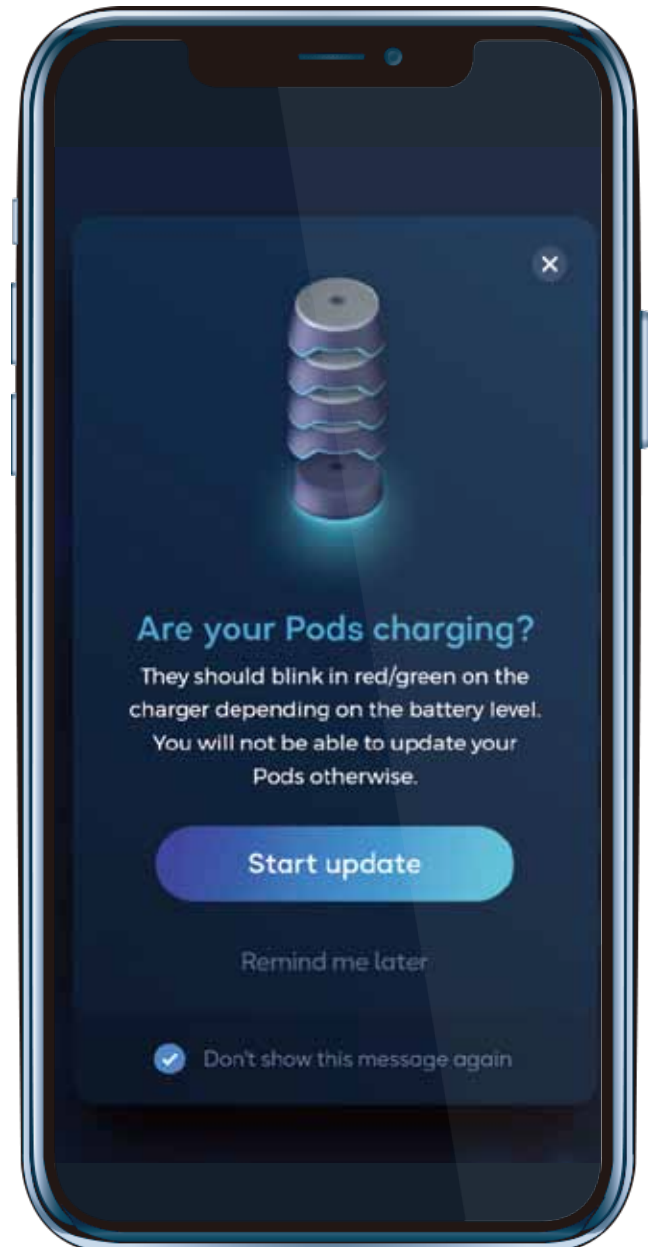 Are your Pods charging?
They should blink in red/green on the
charger depending on the battery level.
You will not be able to update your
Pods otherwise.
Start update
Remind me later
Don't show this message again